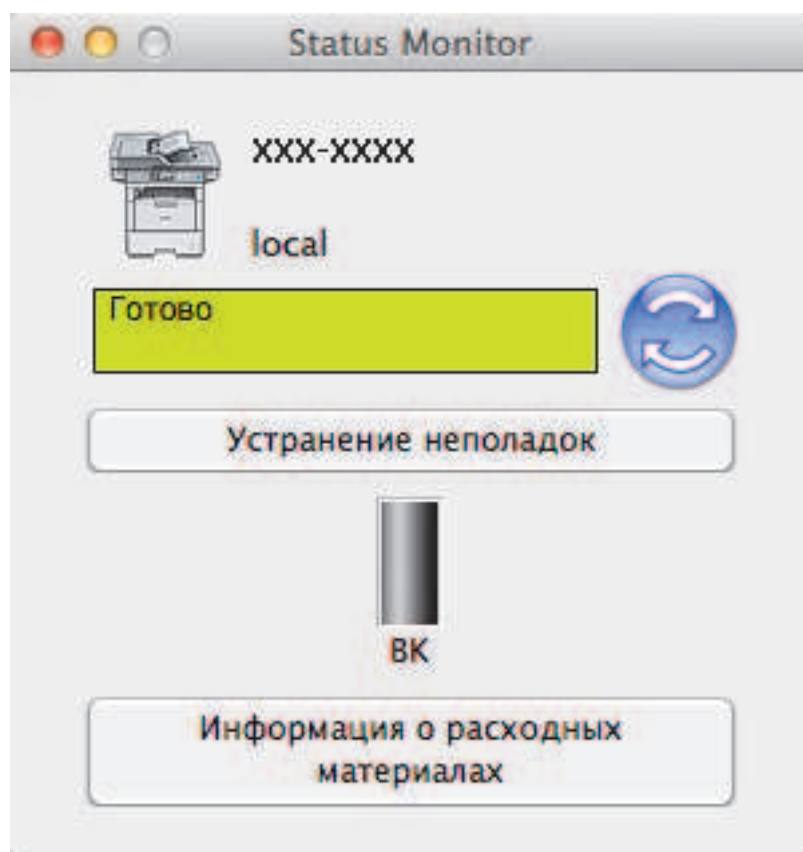 Status Monitor
XXX-XXXX
local
Готово
Устранение неполадок
BK
Информация о расходных
материалах